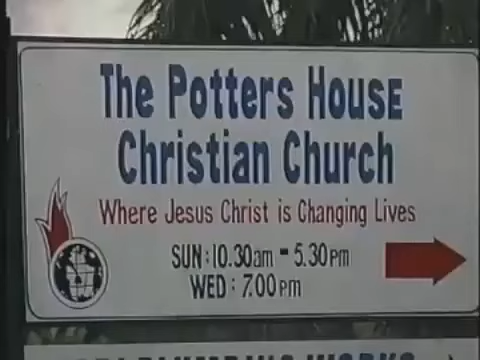 The Potters House
Christian Church
Where Jesus Christ is Changing Lives
SUN: 10.30am - 5.30pm
WED: 7.00pm